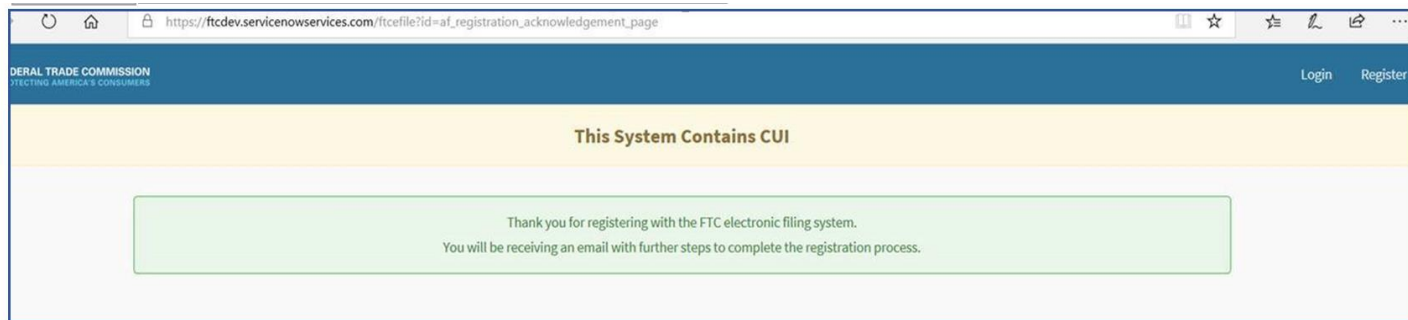 https://ftcdev.servicenowservices.com/ftcefile?id=af_registration_acknowledgement_page
DERAL TRADE COMMISSION
OTECTING AMERICA'S CONSUMERS
Login Register
This System Contains CUI
Thank you for registering with the FTC electronic filing system.
You will be receiving an email with further steps to complete the registration process.